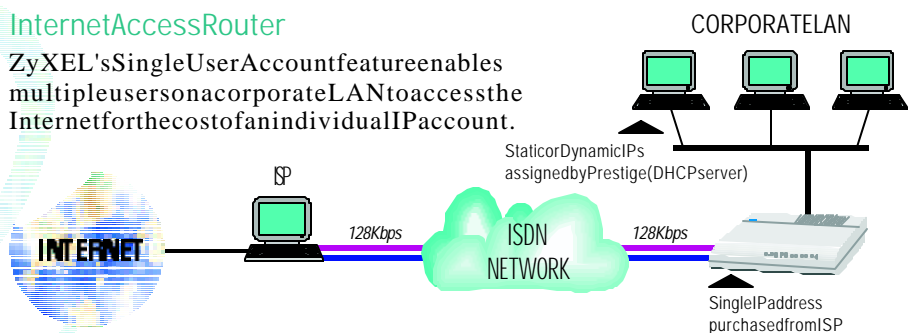 InternetAccessRouter
ZyXEL'sSingleUserAccountfeatureenables
multipleusersonacorporateLANtoaccessthe
InternetforthecostofanindividualIPaccount.
CORPORATELAN
StaticorDynamicIPs
assignedbyPrestige(DHCPserver)
ISP
INTERNET
128Kbps
ISDN
NETWORK
128Kbps
SingleIPaddress
purchasedfromISP